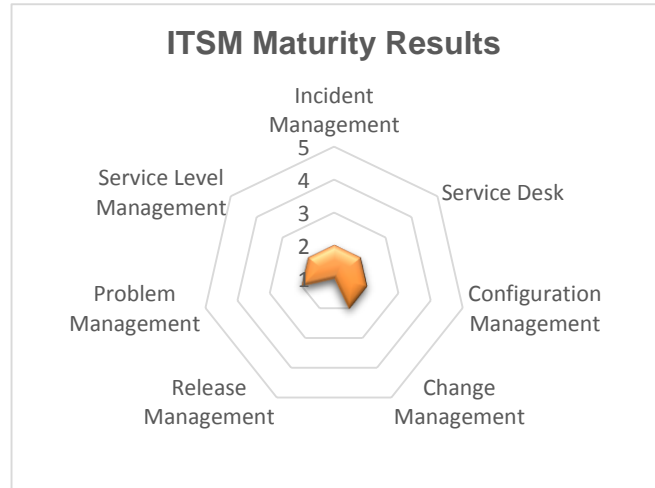 ITSM Maturity Results
Incident
Management
5
4
3
2
1
Service Level
Management
Service Desk
Problem
Management
Configuration
Management
Release
Management
Change
Management